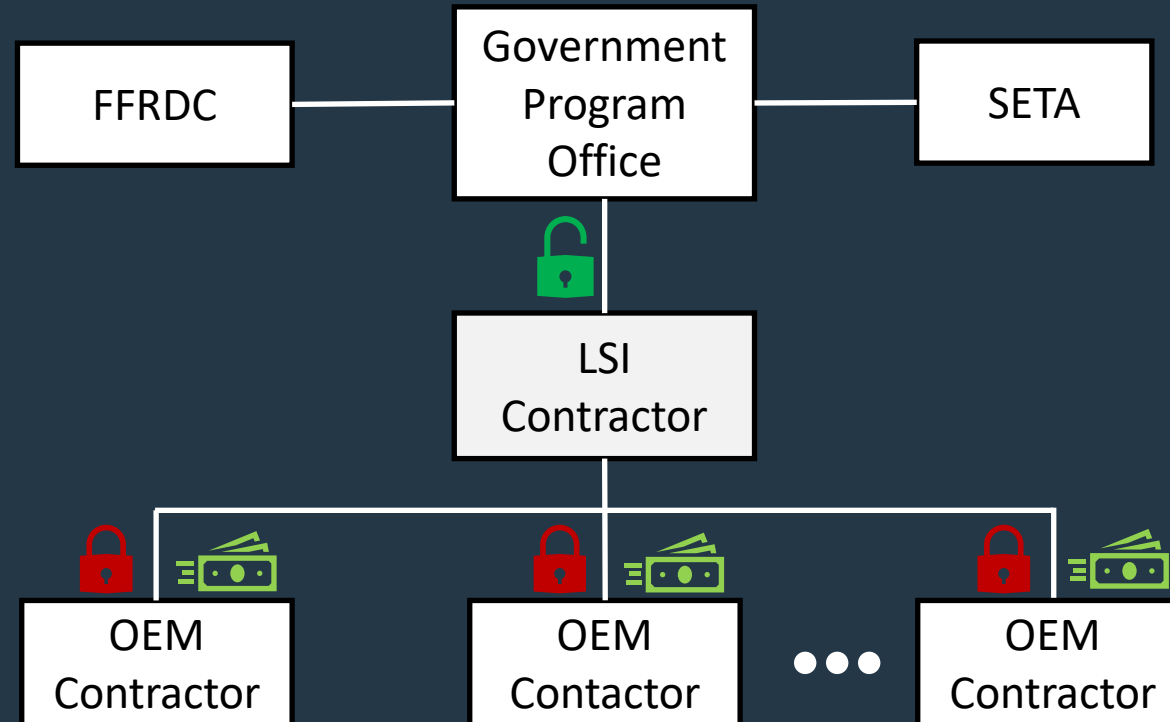 FFRDC
Government
Program
Office
SETA
LSI
Contractor
OEM
Contractor
OEM
Contactor
OEM
Contractor